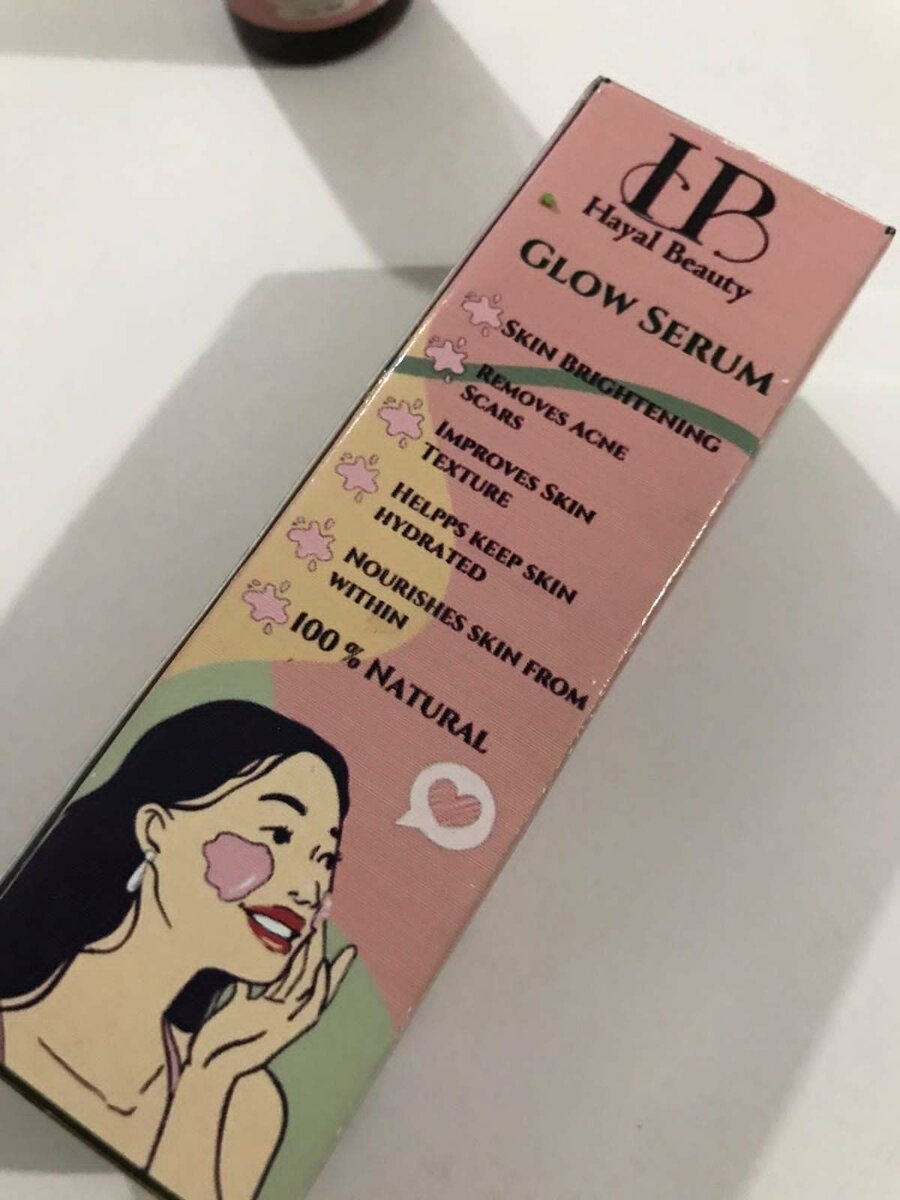 HB
Hayal Beauty
Glow Serum
Skin Brightening
Removes Acne
Scars
Improves Skin
Texture
Helpps keep skin
hydrated
Nourishes skin from
within
100 % Natural